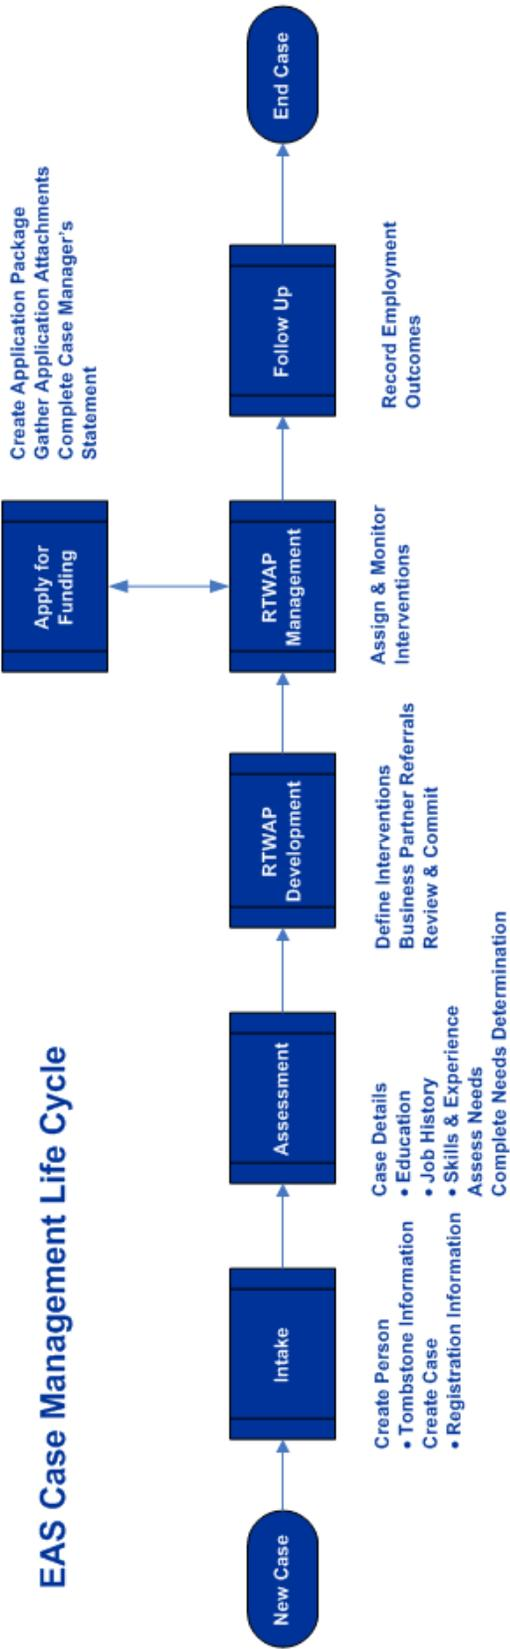 EAS Case Management Life Cycle
Create Application Package
Gather Application Attachments
Complete Case Manager's
Statement
Apply for
Funding
New Case
Intake
Assessment
RTWAP
Development
RTWAP
Management
Follow Up
End Case
Create Person
• Tombstone Information
Create Case
• Registration Information
Case Details
• Education
• Job History
• Skills & Experience
Assess Needs
Complete Needs Determination
Define Interventions
Business Partner Referrals
Review & Commit
Assign & Monitor
Interventions
Record Employment
Outcomes